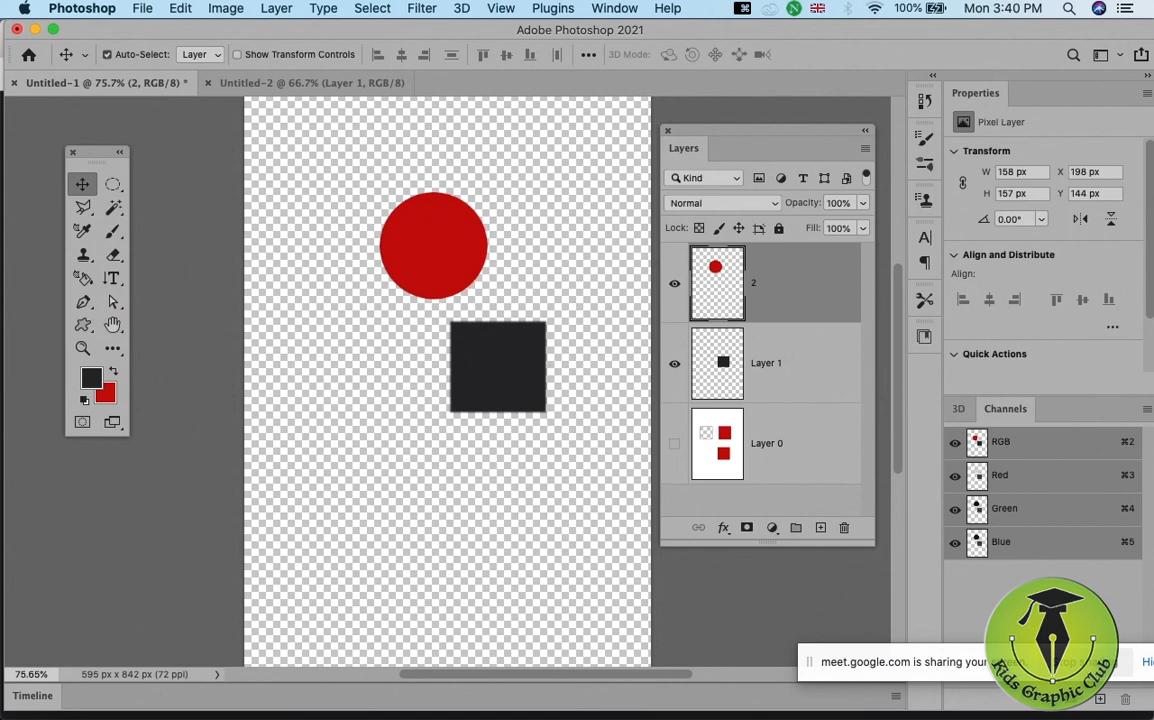 Photoshop File Edit Image Layer Type Select Filter 3D View Plugins Window Help 100% Mon 3:40 PM
Adobe Photoshop 2021
Auto-Select: Layer Show Transform Controls 3D Mode:
Untitled-1 @ 75.7% (2, RGB/8) * Untitled-2 @ 66.7% (Layer 1, RGB/8)
Properties
Pixel Layer
Transform
W 158 px X 198 px
H 157 px Y 144 px
0.00°
Align and Distribute
Align:
Quick Actions
Layers
Kind
Normal Opacity: 100%
Lock: Fill: 100%
2
Layer 1
Layer 0
fx
3D Channels
RGB ⌘2
Red ⌘3
Green ⌘4
Blue ⌘5
meet.google.com is sharing your screen.
Kids Graphic Club
75.65% 595 px x 842 px (72 ppi)
Timeline